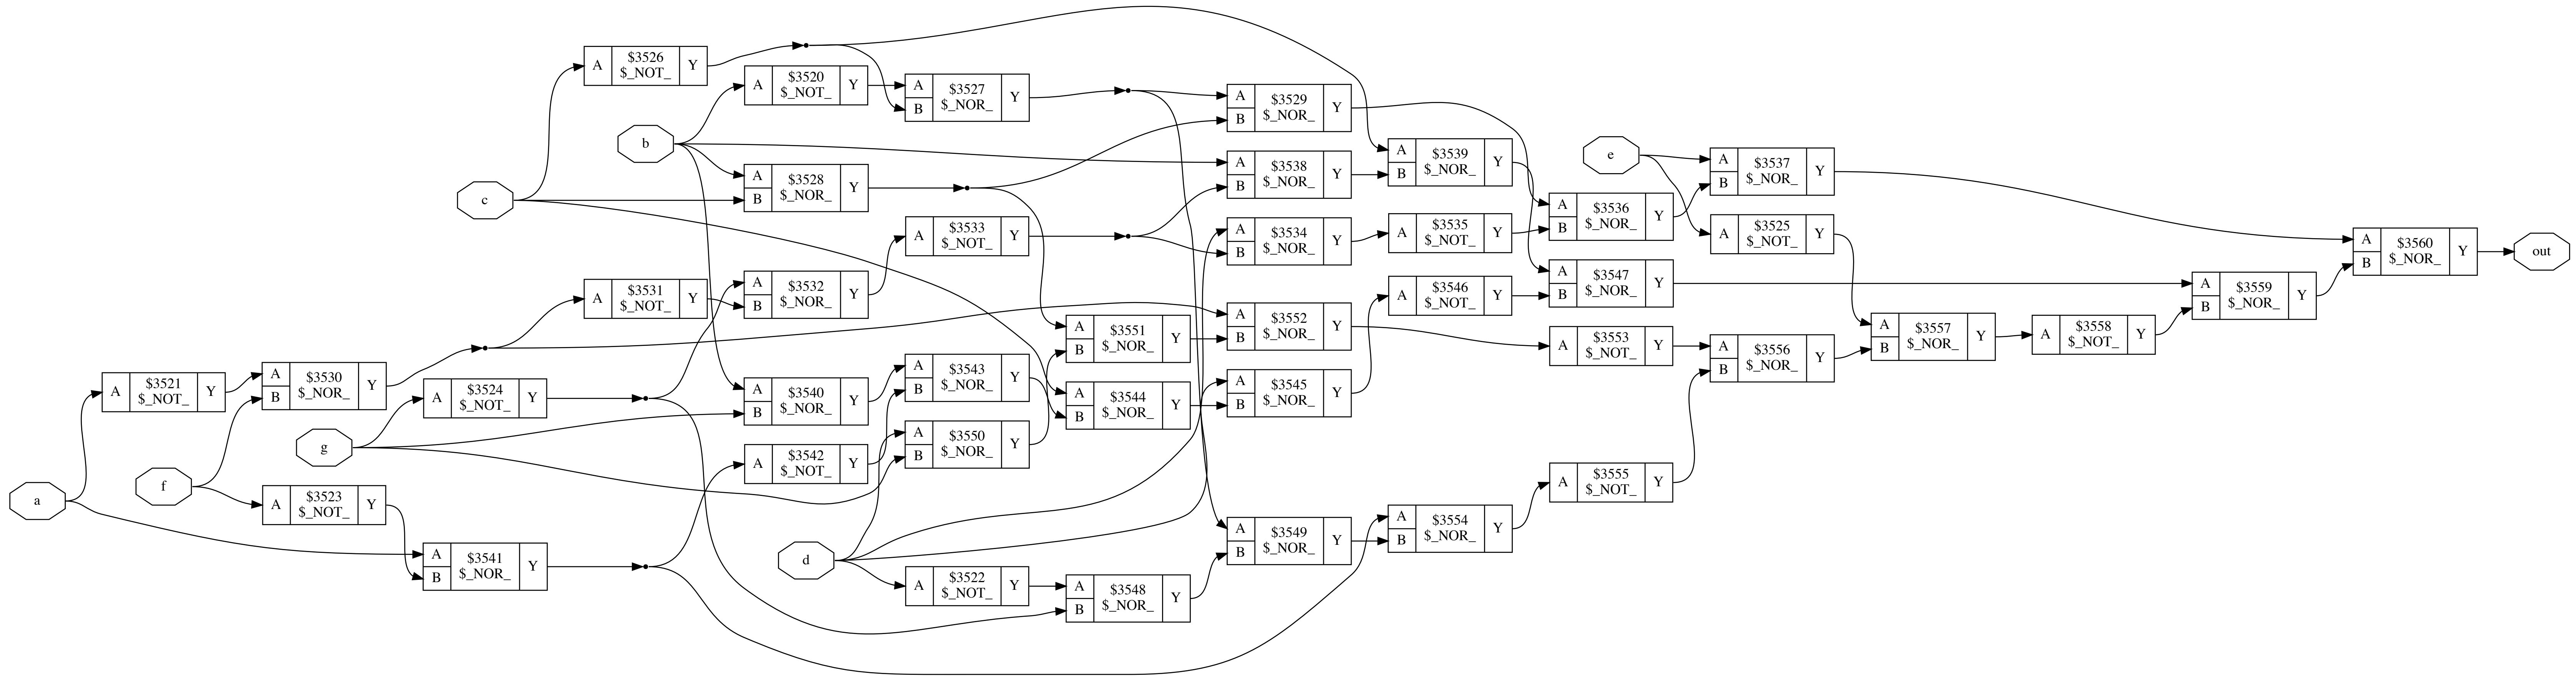 A
$3526
$_NOT_
Y
A
$3520
$_NOT_
Y
A
B
$3527
$_NOR_
Y
A
B
$3529
$_NOR_
Y
b
c
A
B
$3528
$_NOR_
Y
A
B
$3538
$_NOR_
Y
A
B
$3539
$_NOR_
Y
e
A
B
$3537
$_NOR_
Y
A
$3533
$_NOT_
Y
A
B
$3534
$_NOR_
Y
A
$3535
$_NOT_
Y
A
B
$3536
$_NOR_
Y
A
$3525
$_NOT_
Y
A
B
$3560
$_NOR_
Y
out
A
$3531
$_NOT_
Y
A
B
$3532
$_NOR_
Y
A
$3546
$_NOT_
Y
A
B
$3547
$_NOR_
Y
A
B
$3559
$_NOR_
Y
A
B
$3551
$_NOR_
Y
A
B
$3552
$_NOR_
Y
A
$3553
$_NOT_
Y
A
B
$3556
$_NOR_
Y
A
B
$3557
$_NOR_
Y
A
$3558
$_NOT_
Y
A
$3521
$_NOT_
Y
A
B
$3530
$_NOR_
Y
A
$3524
$_NOT_
Y
A
B
$3540
$_NOR_
Y
A
B
$3543
$_NOR_
Y
A
B
$3544
$_NOR_
Y
A
B
$3545
$_NOR_
Y
g
A
$3542
$_NOT_
Y
A
B
$3550
$_NOR_
Y
a
f
A
$3523
$_NOT_
Y
A
$3555
$_NOT_
Y
A
B
$3541
$_NOR_
Y
d
A
$3522
$_NOT_
Y
A
B
$3548
$_NOR_
Y
A
B
$3549
$_NOR_
Y
A
B
$3554
$_NOR_
Y